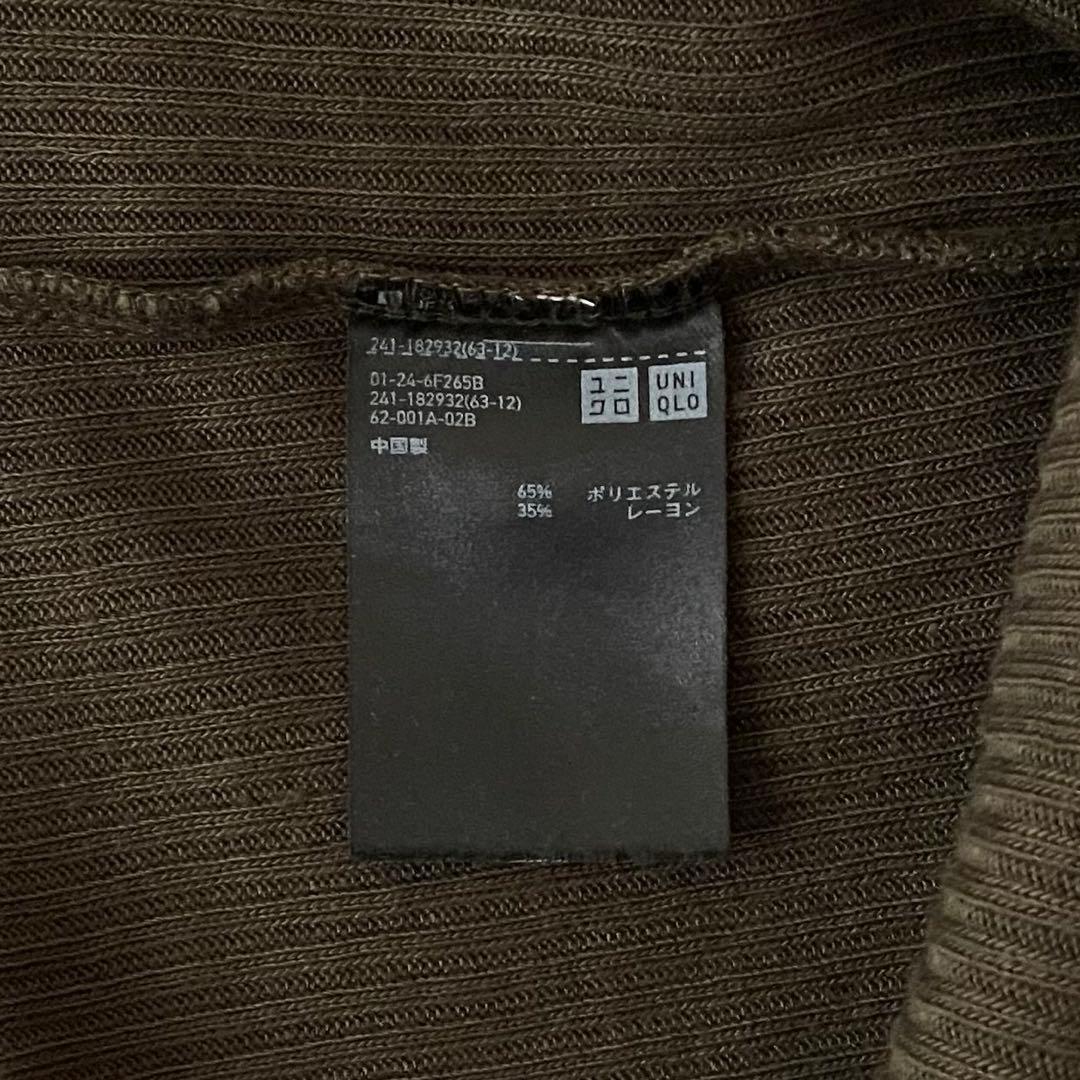 241-182932(63-12)
01-24-6F265B
241-182932(63-12)
62-001A-02B
中国製
ユニ
クロ
UNI
QLO
65% ポリエステル
35% レーヨン